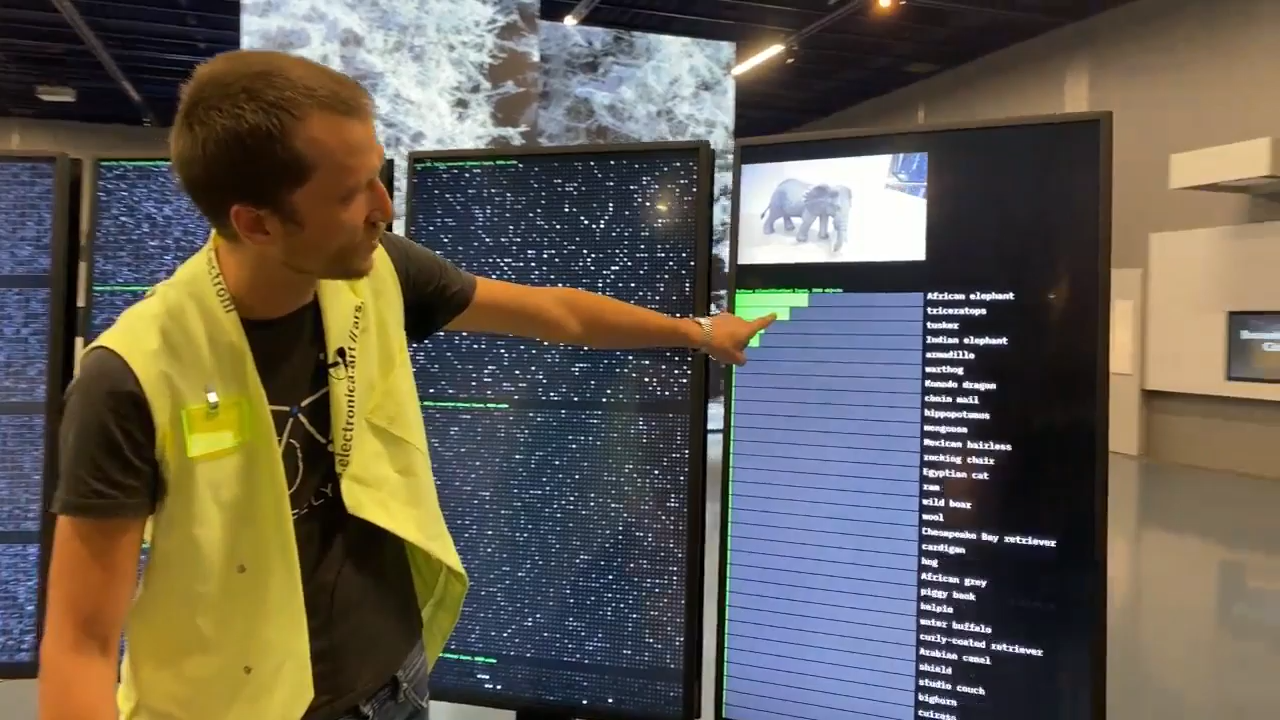 African elephant
triceratops
tusker
Indian elephant
armadillo
warthog
Komodo dragon
chain mail
hippopotamus
mongoose
Mexican hairless
rocking chair
Egyptian cat
ram
wild boar
wool
Chesapeake Bay retriever
cardigan
hog
African grey
piggy bank
kelpie
water buffalo
curly-coated retriever
Arabian camel
shield
studio couch
bighorn
cuirass
.electronica.art //ars.
ectroni